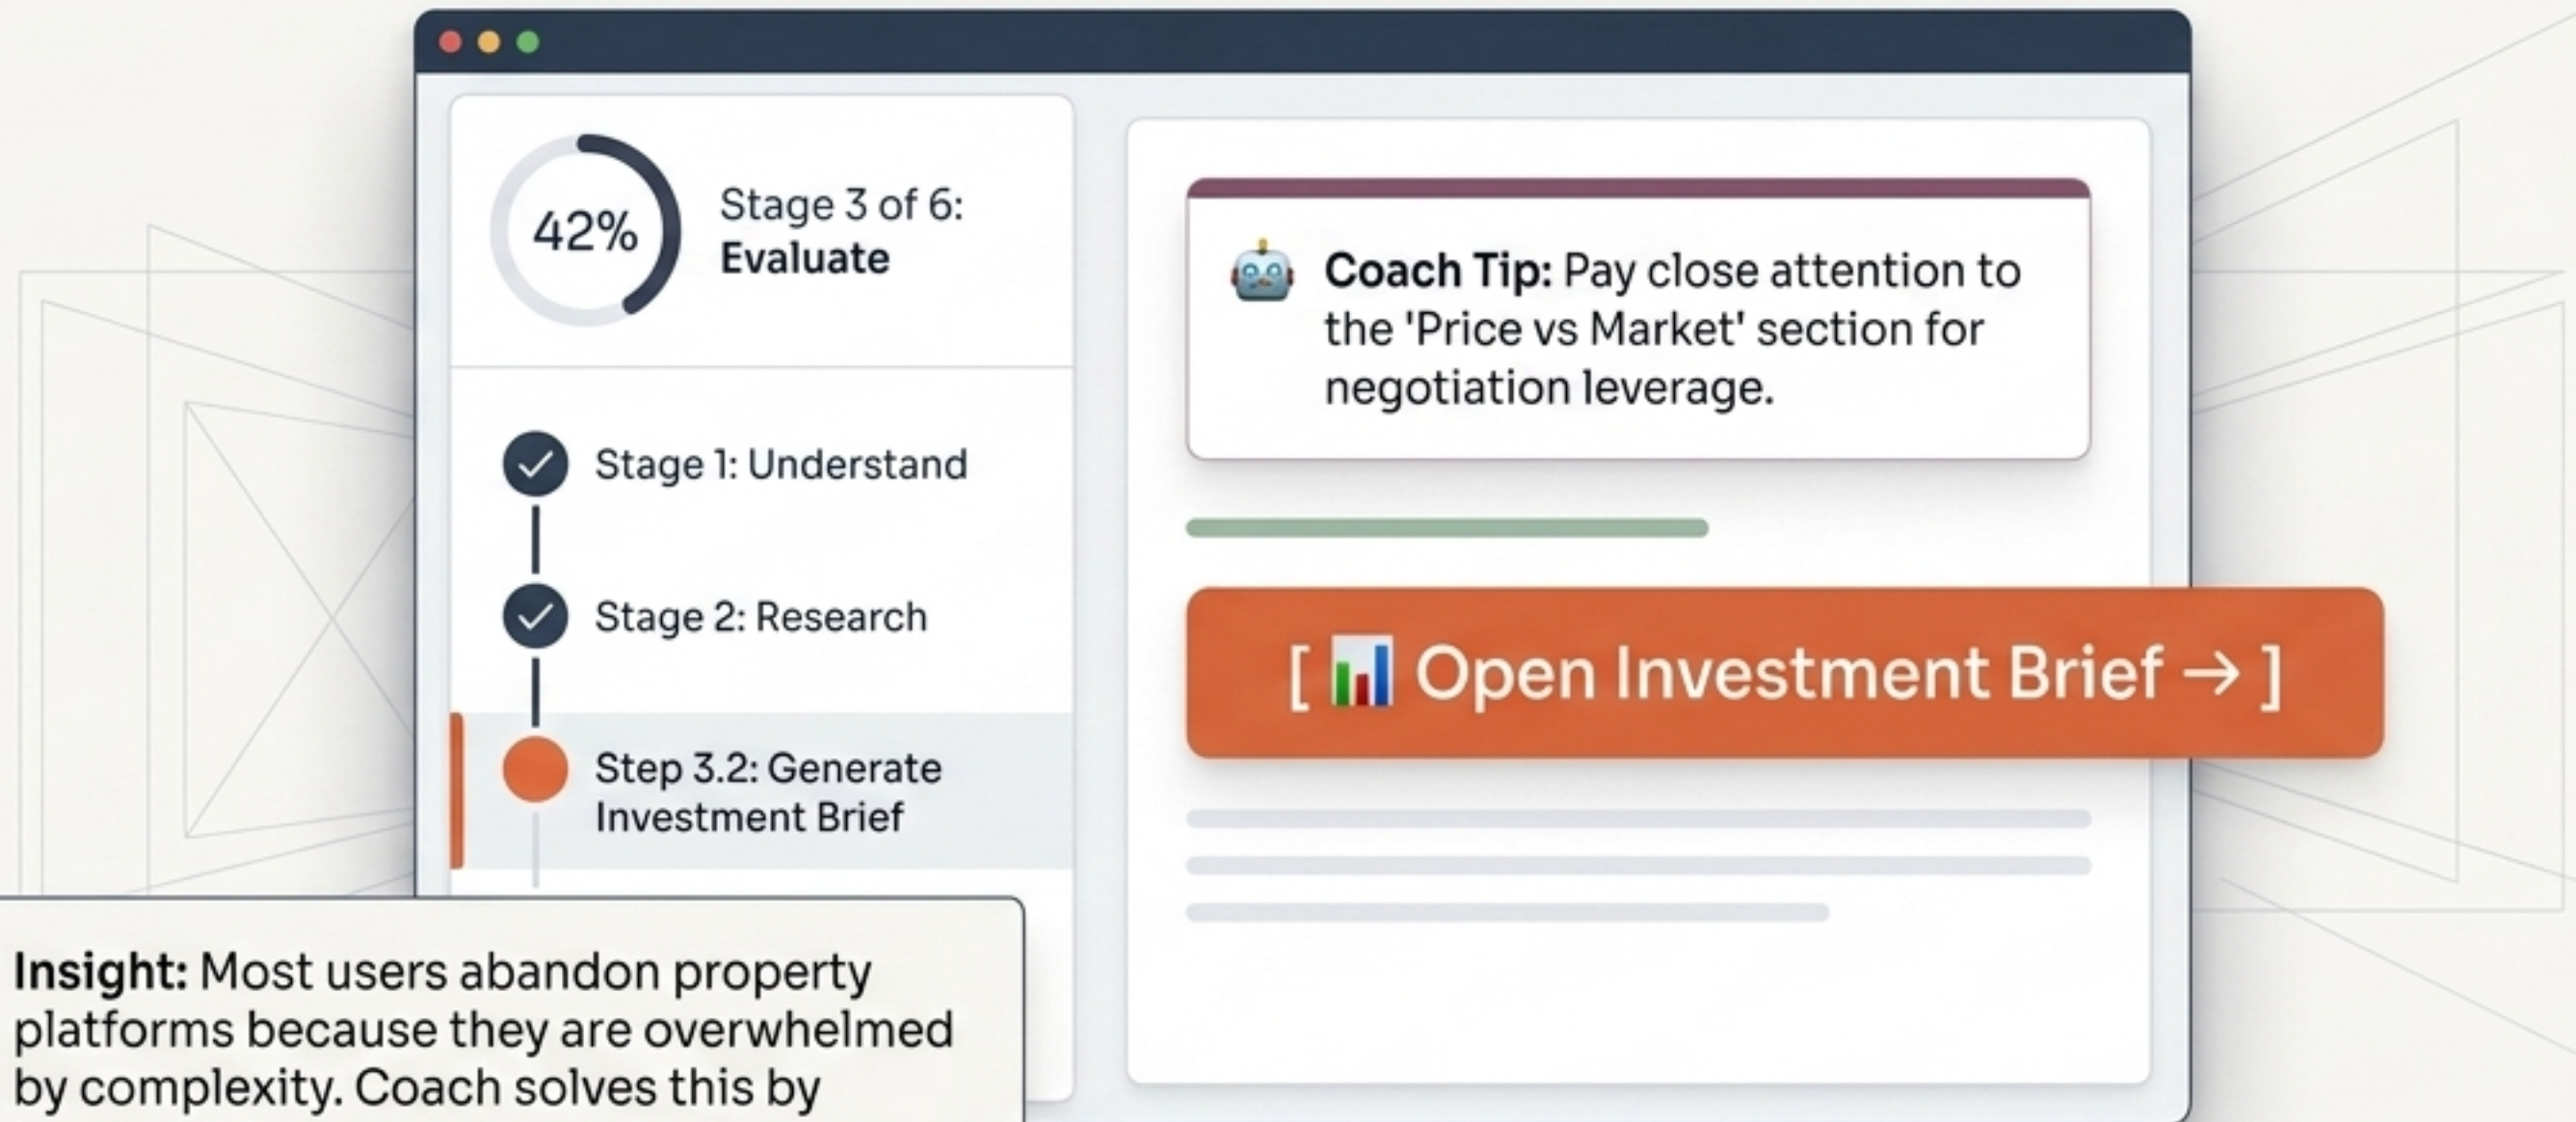 42%
Stage 3 of 6:
Evaluate
Stage 1: Understand
Stage 2: Research
Step 3.2: Generate
Investment Brief
Coach Tip: Pay close attention to
the 'Price vs Market' section for
negotiation leverage.
[ 📊 Open Investment Brief → ]
Insight: Most users abandon property
platforms because they are overwhelmed
by complexity. Coach solves this by